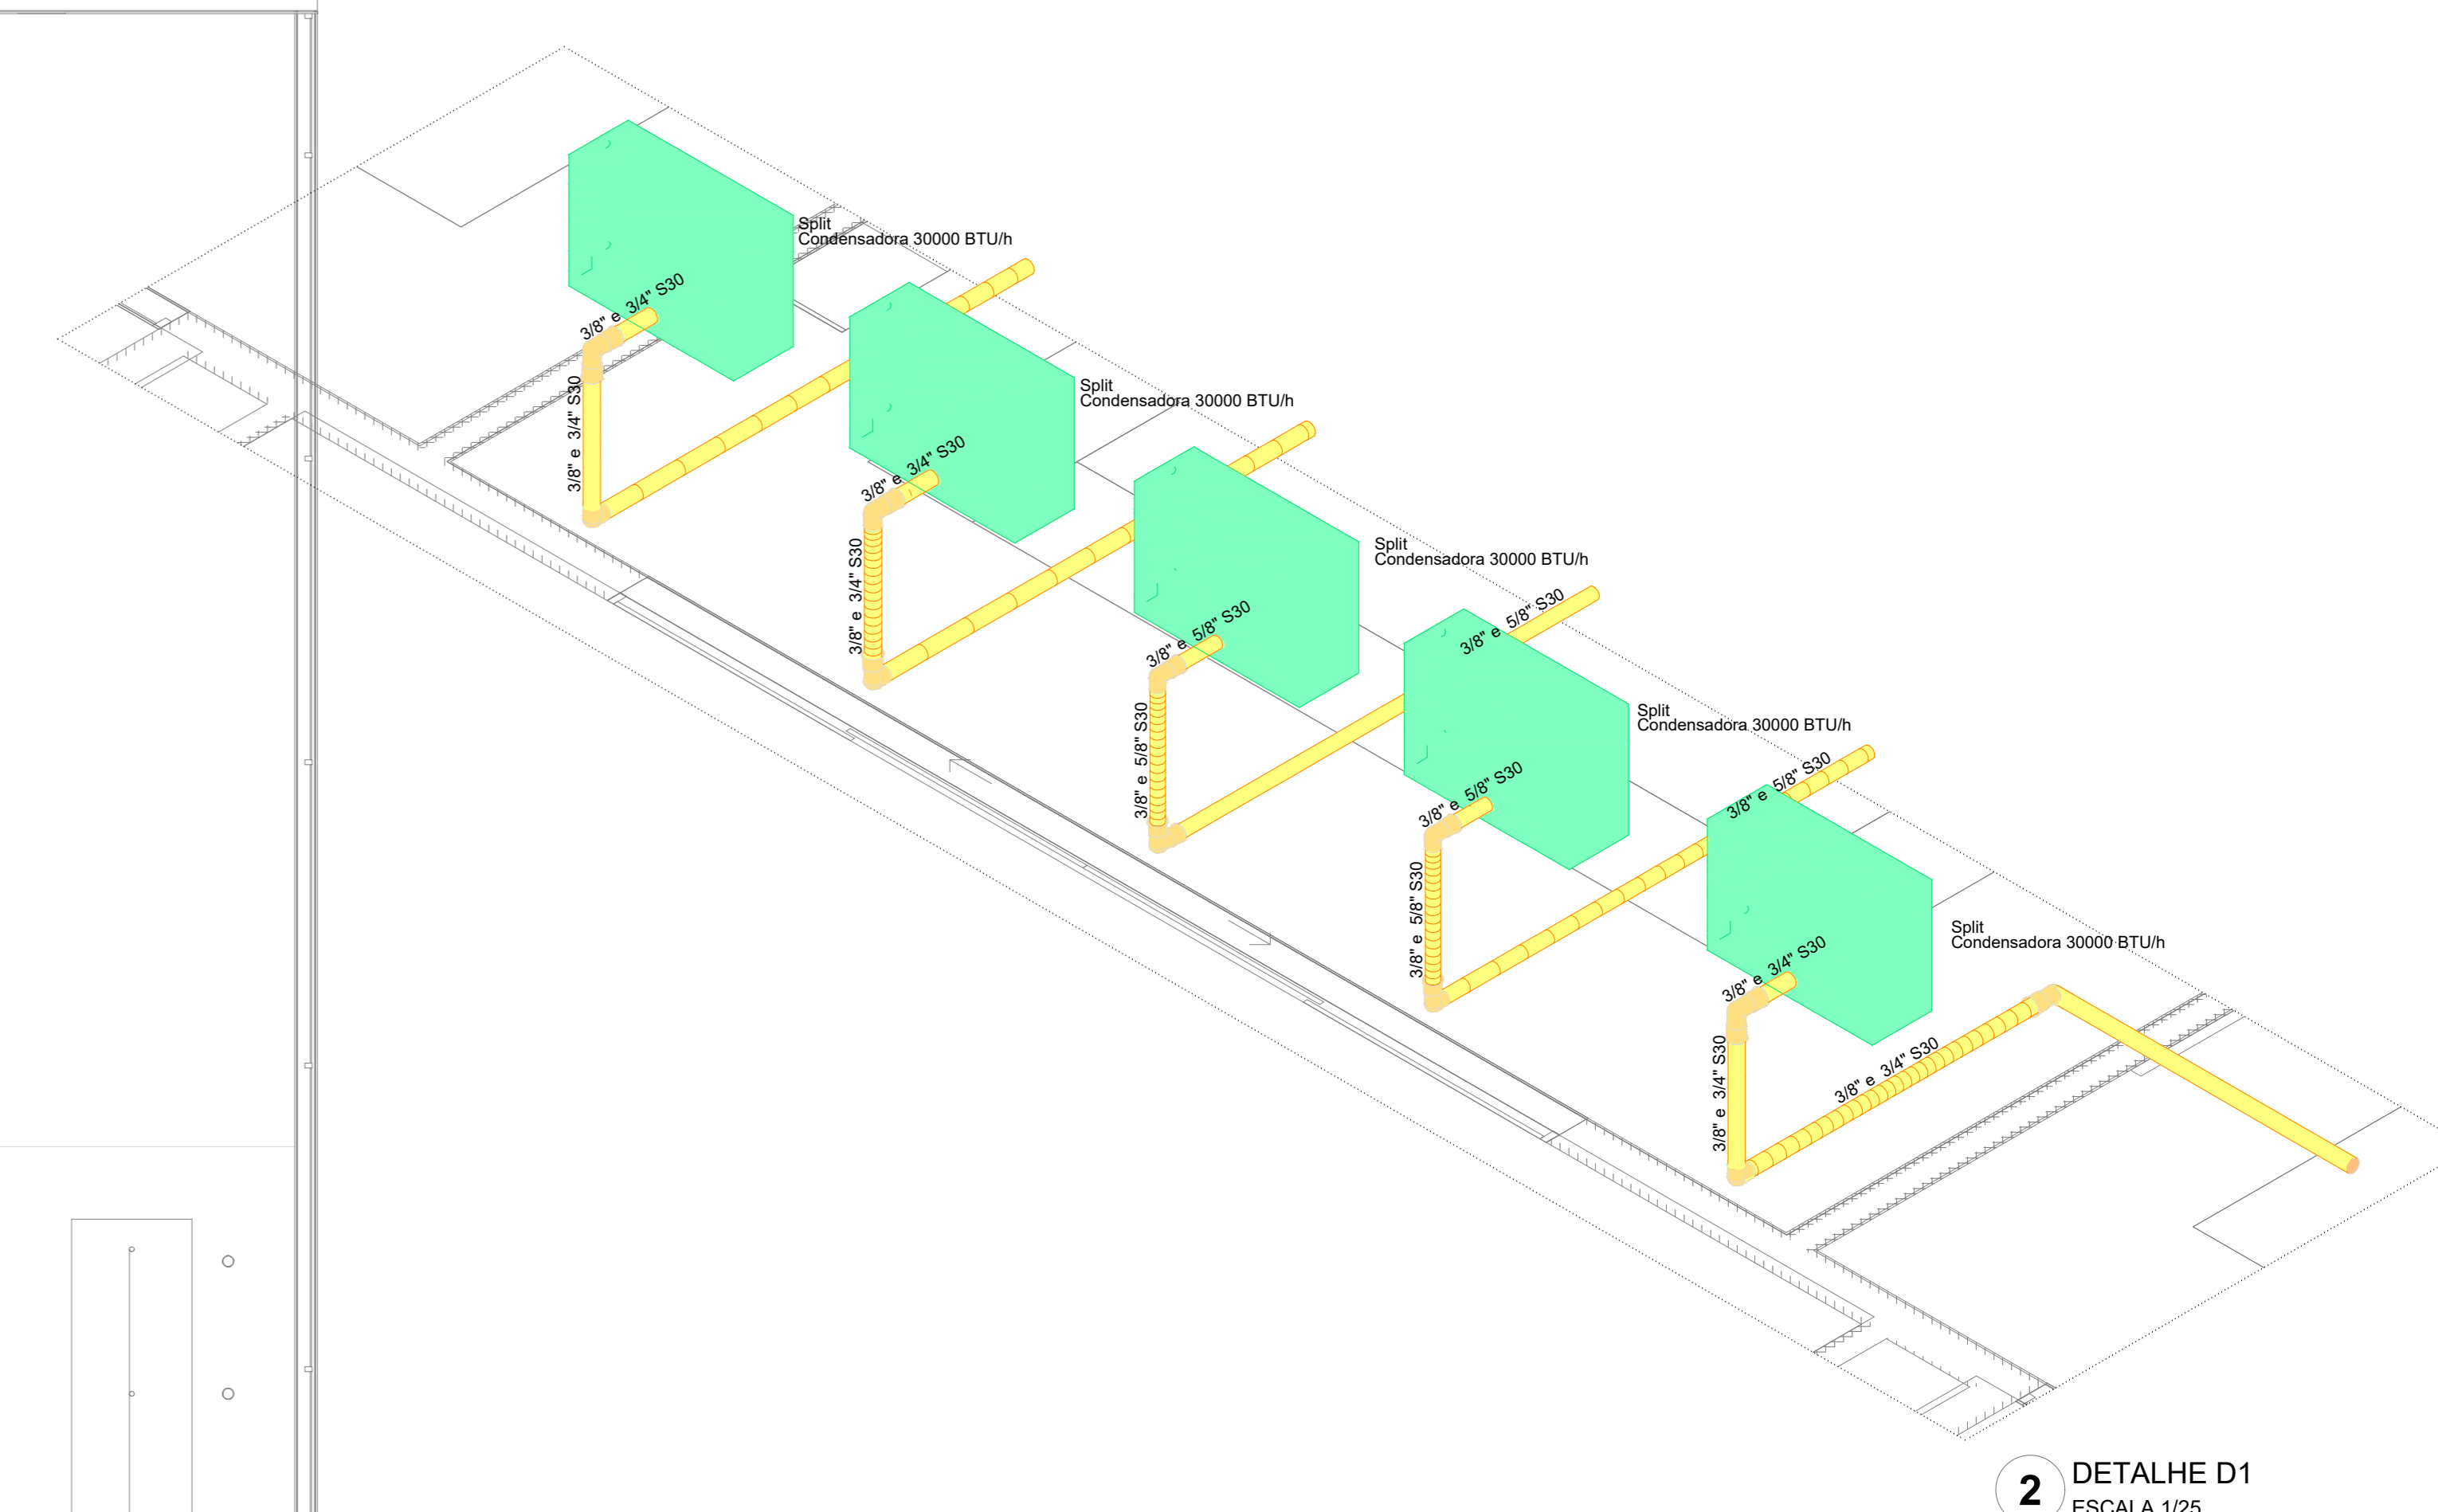 Split
Condensadora 30000 BTU/h
3/8" e 3/4" S30
3/8" e 3/4" S30
Split
Condensadora 30000 BTU/h
3/8" e 3/4" S30
3/8" e 3/4" S30
Split
Condensadora 30000 BTU/h
3/8" e 5/8" S30
3/8" e 5/8" S30
3/8" e 5/8" S30
Split
Condensadora 30000 BTU/h
3/8" e 5/8" S30
3/8" e 5/8" S30
3/8" e 5/8" S30
Split
Condensadora 30000 BTU/h
3/8" e 3/4" S30
3/8" e 3/4" S30
3/8" e 3/4" S30
2 DETALHE D1
ESCALA 1/25